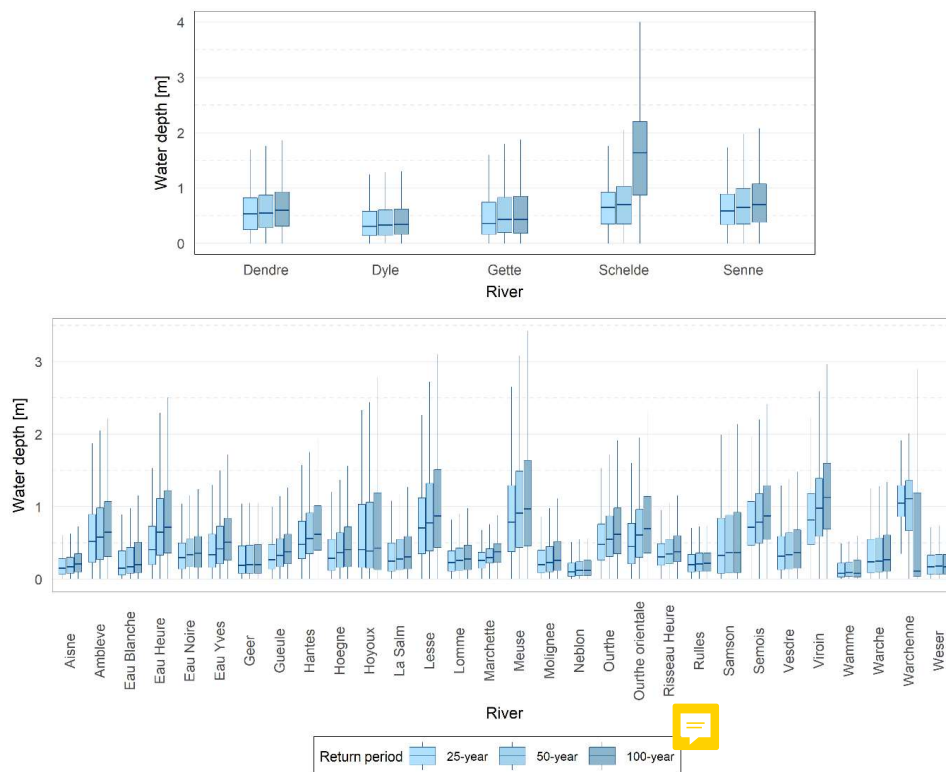 4
3
2
1
0
Water depth [m]
Dendre Dyle Gette Schelde Senne
River
3
2
1
0
Water depth [m]
Aisne Ambleve Eau Blanche Eau Heure Eau Noire Eau Yves Geer Gueule Hantes Hoegne Hoyoux La Salm Lesse Lomme Marchette Meuse Molignee Neblon Ourthe Ourthe orientale Risseau Heure Rulles Samson Semois Vesdre Viroin Wamme Warche Warchenne Weser
River
Return period 25-year 50-year 100-year